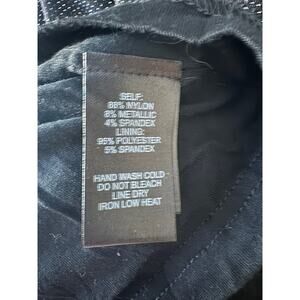 SELF:
88% NYLON
8% METALLIC
4% SPANDEX
LINING:
95% POLYESTER
5% SPANDEX
HAND WASH COLD -
DO NOT BLEACH
LINE DRY
IRON LOW HEAT